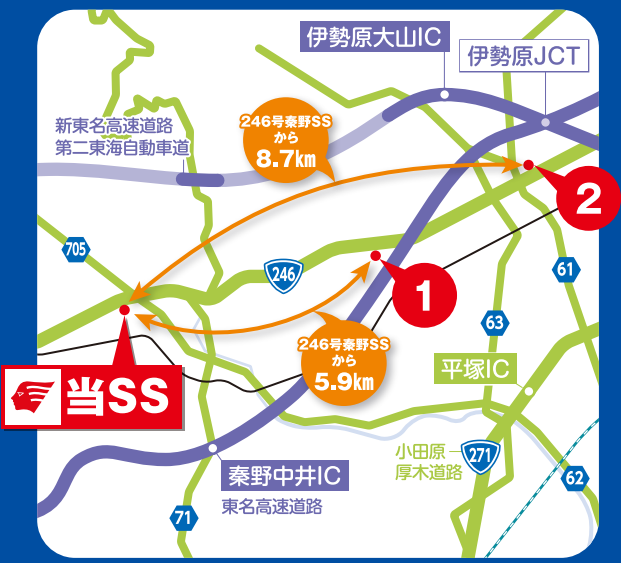 伊勢原大山IC
伊勢原JCT
新東名高速道路
第二東海自動車道
246号秦野SS
から
8.7km
2
705
246
1
61
63
246号秦野SS
から
5.9km
当SS
平塚IC
小田原
厚木道路
271
62
秦野中井IC
東名高速道路
71